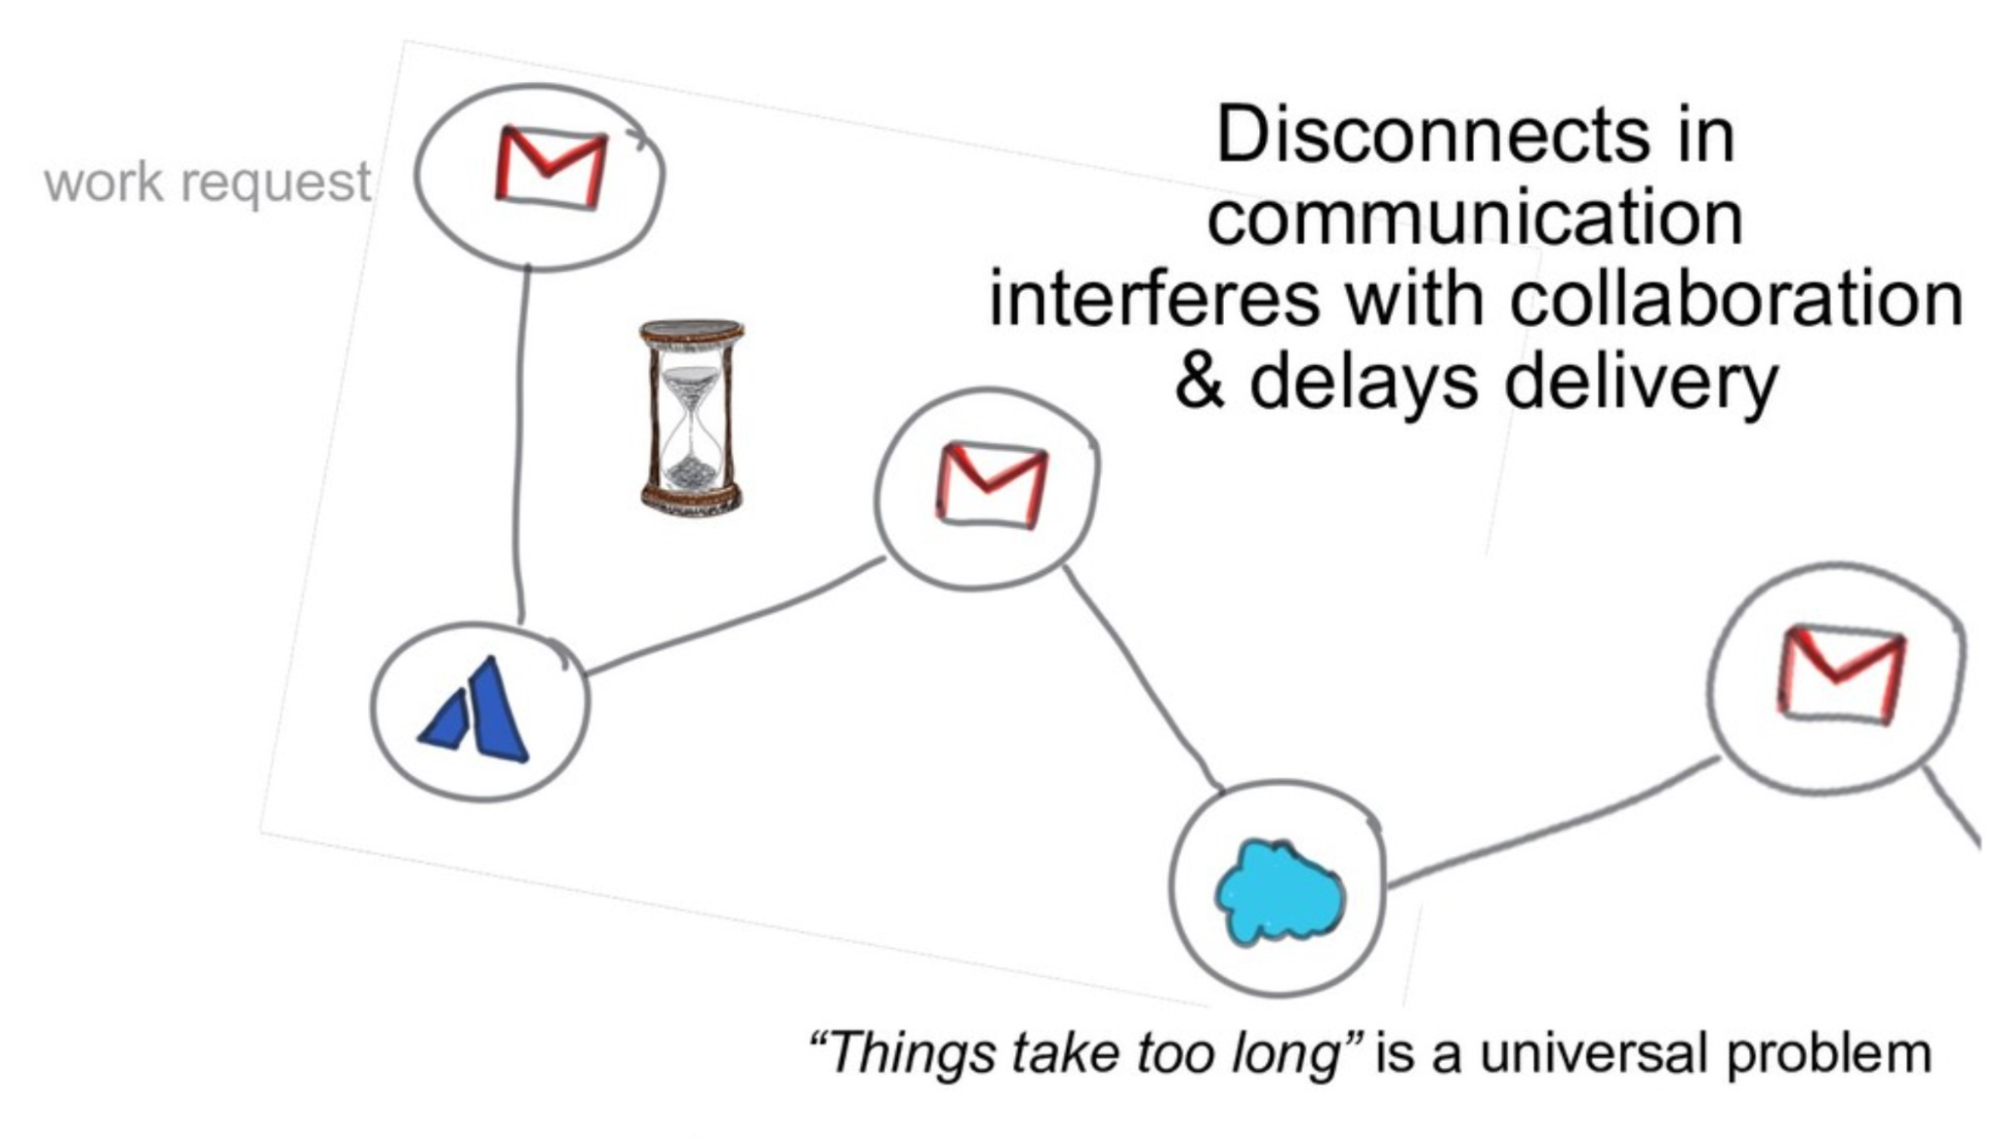 work request
Disconnects in
communication
interferes with collaboration
& delays delivery
“Things take too long” is a universal problem